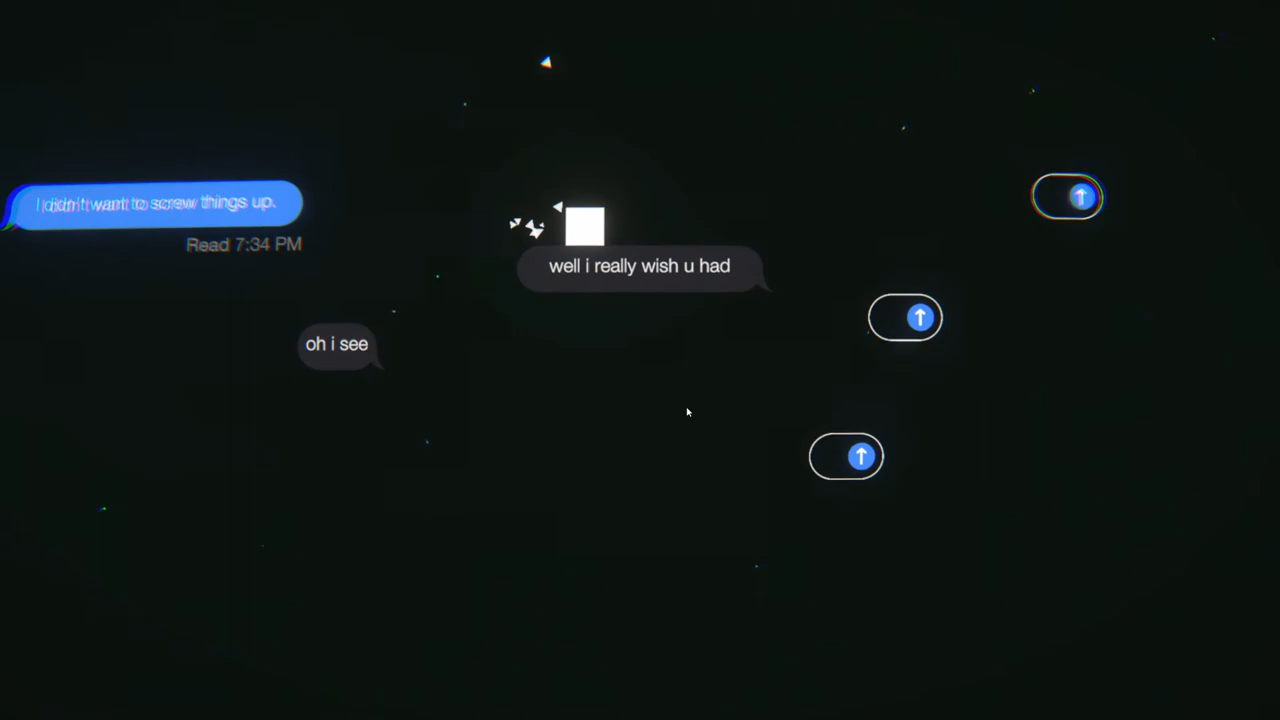 I didn't want to screw things up.
Read 7:34 PM
well i really wish u had
oh i see